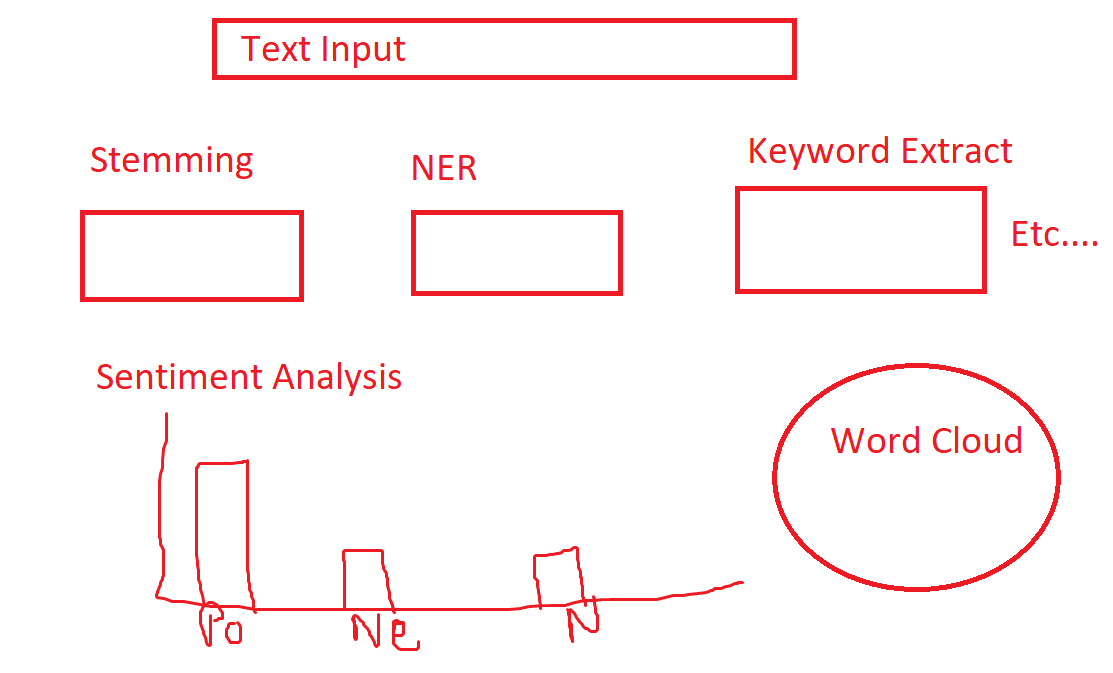 Text Input
Stemming
NER
Keyword Extract
Etc....
Sentiment Analysis
Word Cloud
Po
Ne
N